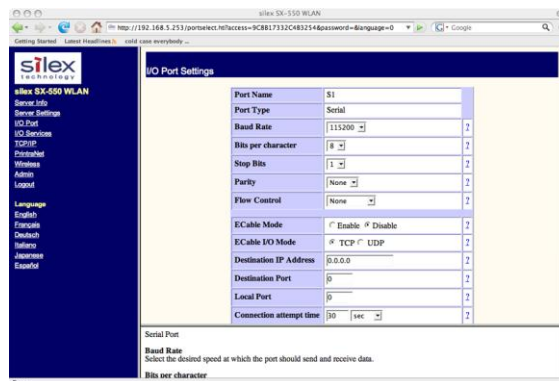 silex SX-550 WLAN
http://192.168.5.253/portselect.htl?access=9C8B17332C483254&password=&language=0
Google
Getting Started Latest Headlines cold case everybody ...
silex
technology
silex SX-550 WLAN
Server Info
Server Settings
I/O Port
I/O Services
TCP/IP
PrintraNet
Wireless
Admin
Logout
Language
English
Français
Deutsch
Italiano
Japanese
Español
I/O Port Settings
Port Name S1
Port Type Serial
Baud Rate 115200 ?
Bits per character 8 ?
Stop Bits 1 ?
Parity None ?
Flow Control None ?
ECable Mode Enable Disable ?
ECable I/O Mode TCP UDP ?
Destination IP Address 0.0.0.0 ?
Destination Port 0 ?
Local Port 0 ?
Connection attempt time 30 sec ?
Serial Port
Baud Rate
Select the desired speed at which the port should send and receive data.
Bits per character